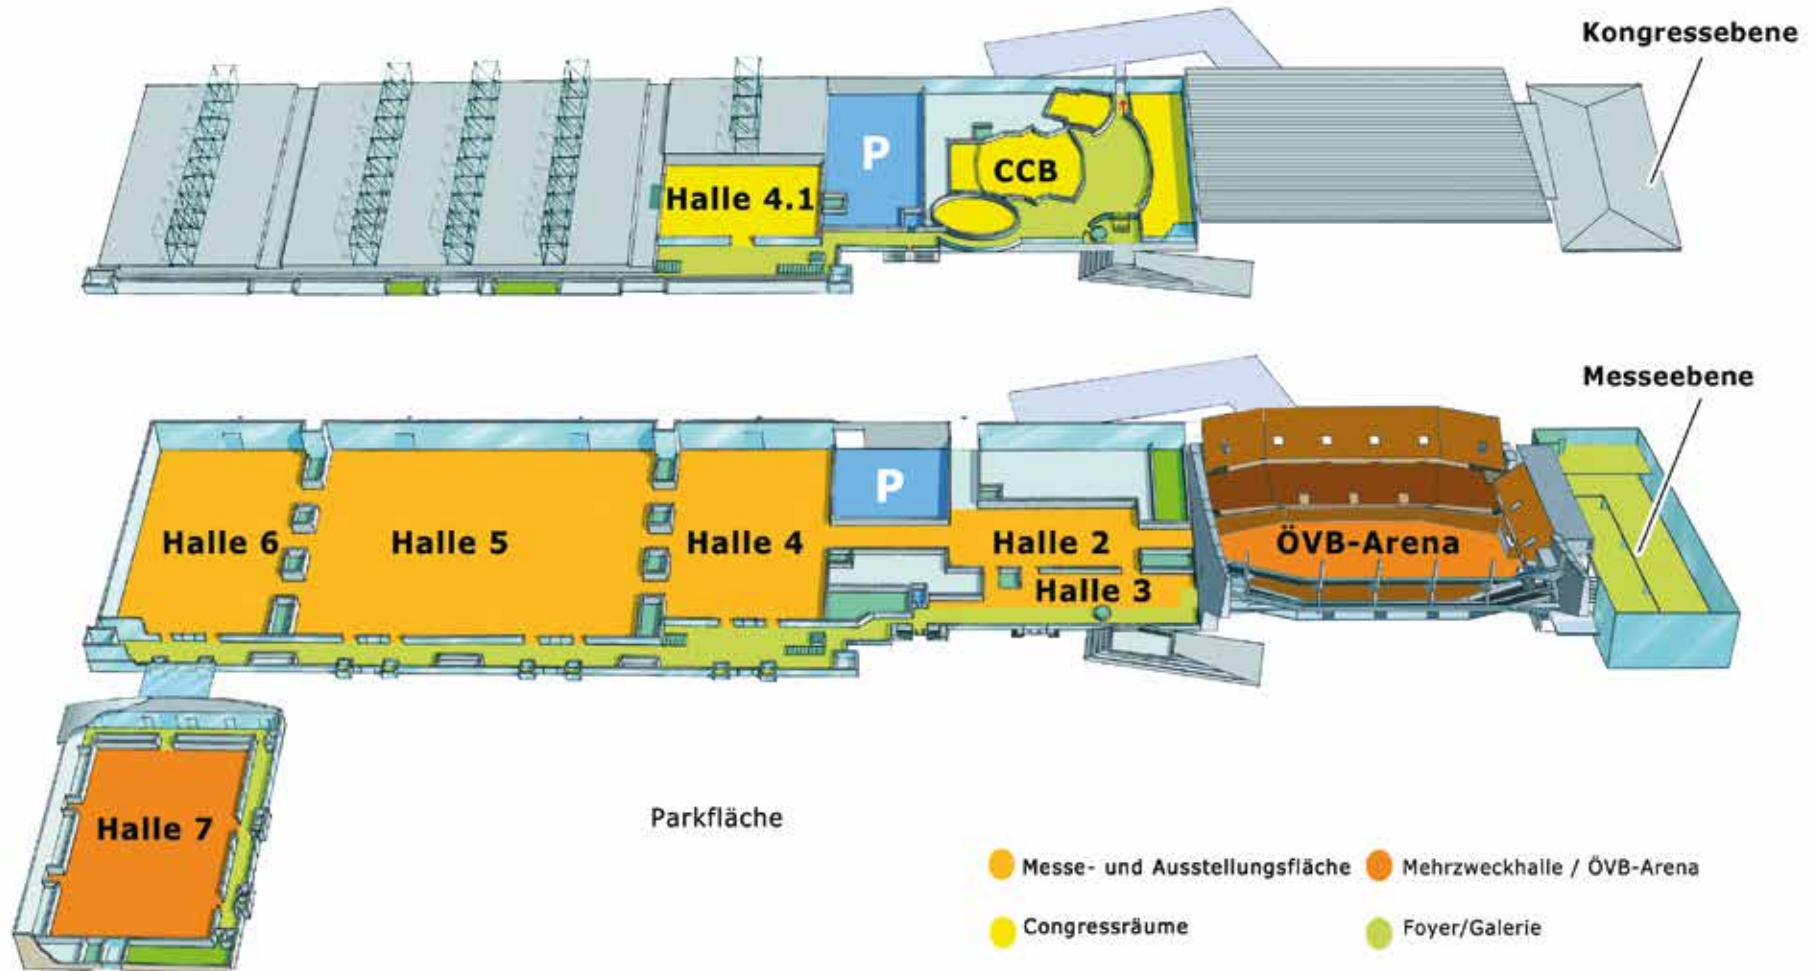 Kongressebene
P
CCB
Halle 4.1
Messeebene
P
Halle 6
Halle 5
Halle 4
Halle 2
ÖVB-Arena
Halle 3
Halle 7
Parkfläche
Messe- und Ausstellungsfläche
Mehrzweckhalle / ÖVB-Arena
Congressräume
Foyer/Galerie